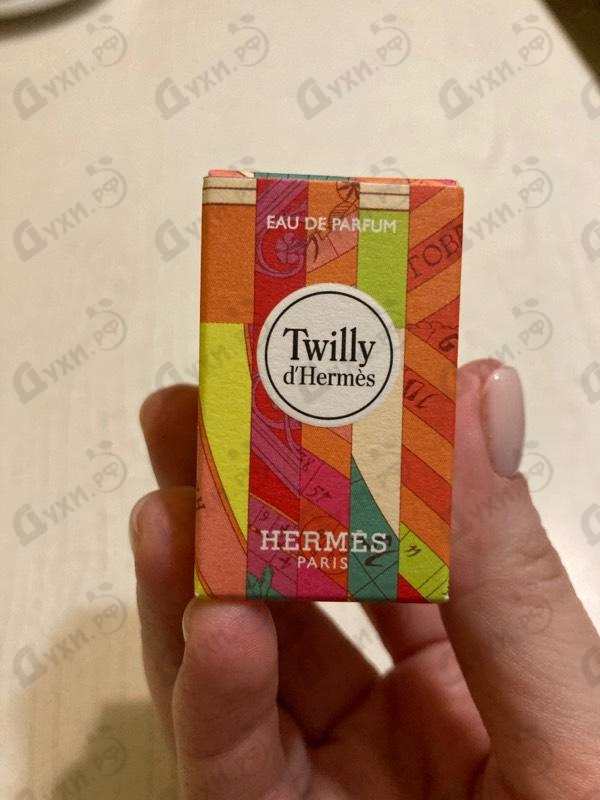 EAU DE PARFUM
Twilly
d'Hermès
HERMÈS
PARIS
Духи.РФ